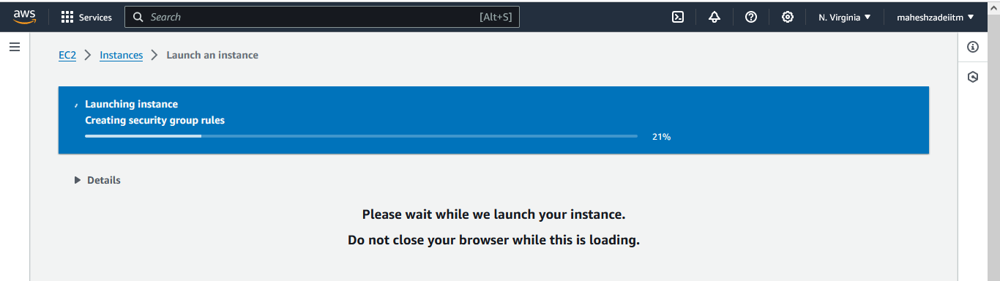 aws Services Search [Alt+S] N. Virginia maheshzadeiitm
EC2 Instances Launch an instance
Launching instance
Creating security group rules
21%
Details
Please wait while we launch your instance.
Do not close your browser while this is loading.